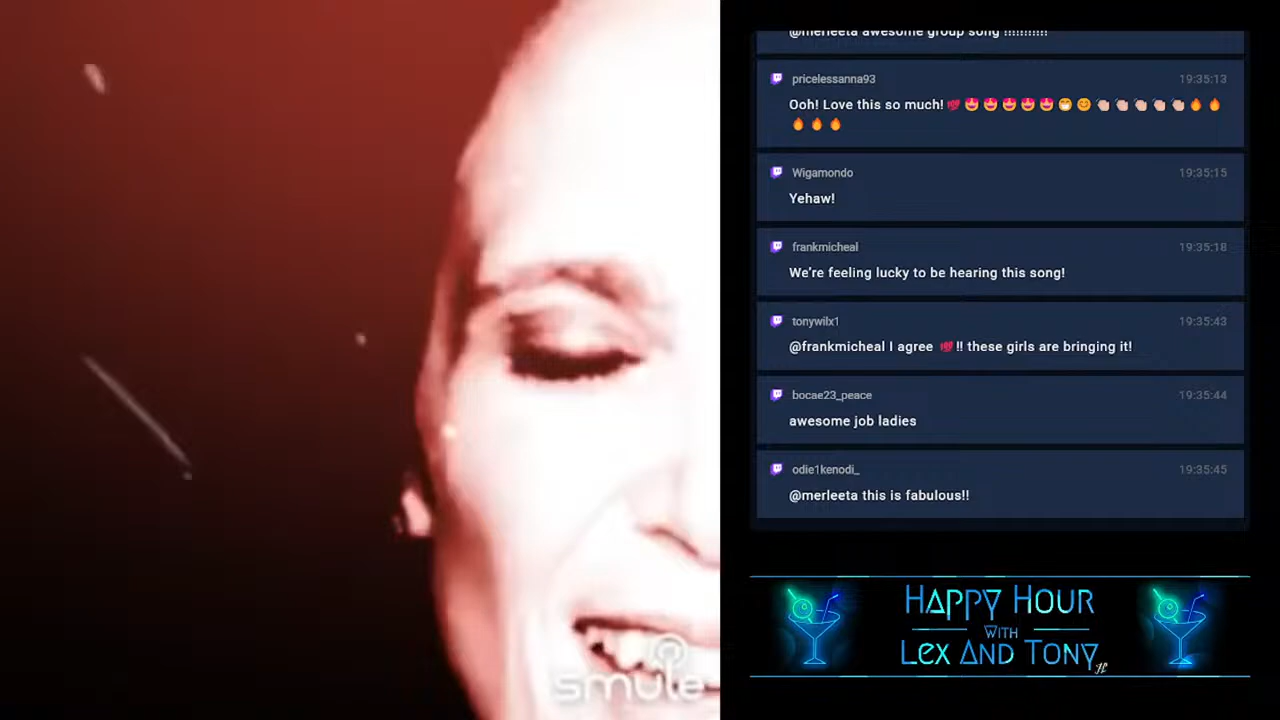 @merleeta awesome group song !!!!!!!!!!!
pricelessanna93 19:35:13
Ooh! Love this so much! 💯😍😍😍😍😍😁😊👏🏻👏🏻👏🏻👏🏻👏🏻🔥🔥
🔥🔥🔥
Wigamondo 19:35:15
Yehaw!
frankmicheal 19:35:18
We're feeling lucky to be hearing this song!
tonywilx1 19:35:43
@frankmicheal I agree 💯!! these girls are bringing it!
bocae23_peace 19:35:44
awesome job ladies
odie1kenodi_ 19:35:45
@merleeta this is fabulous!!
smule
HAPPY HOUR
WITH
LEX AND TONY